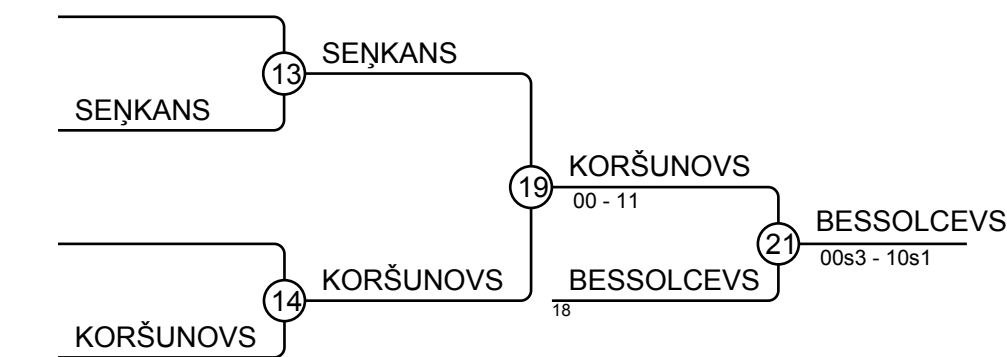 SEŅKANS
13
SEŅKANS
KORŠUNOVS
14
KORŠUNOVS
19
KORŠUNOVS
00 - 11
BESSOLCEVS
18
21
BESSOLCEVS
00s3 - 10s1